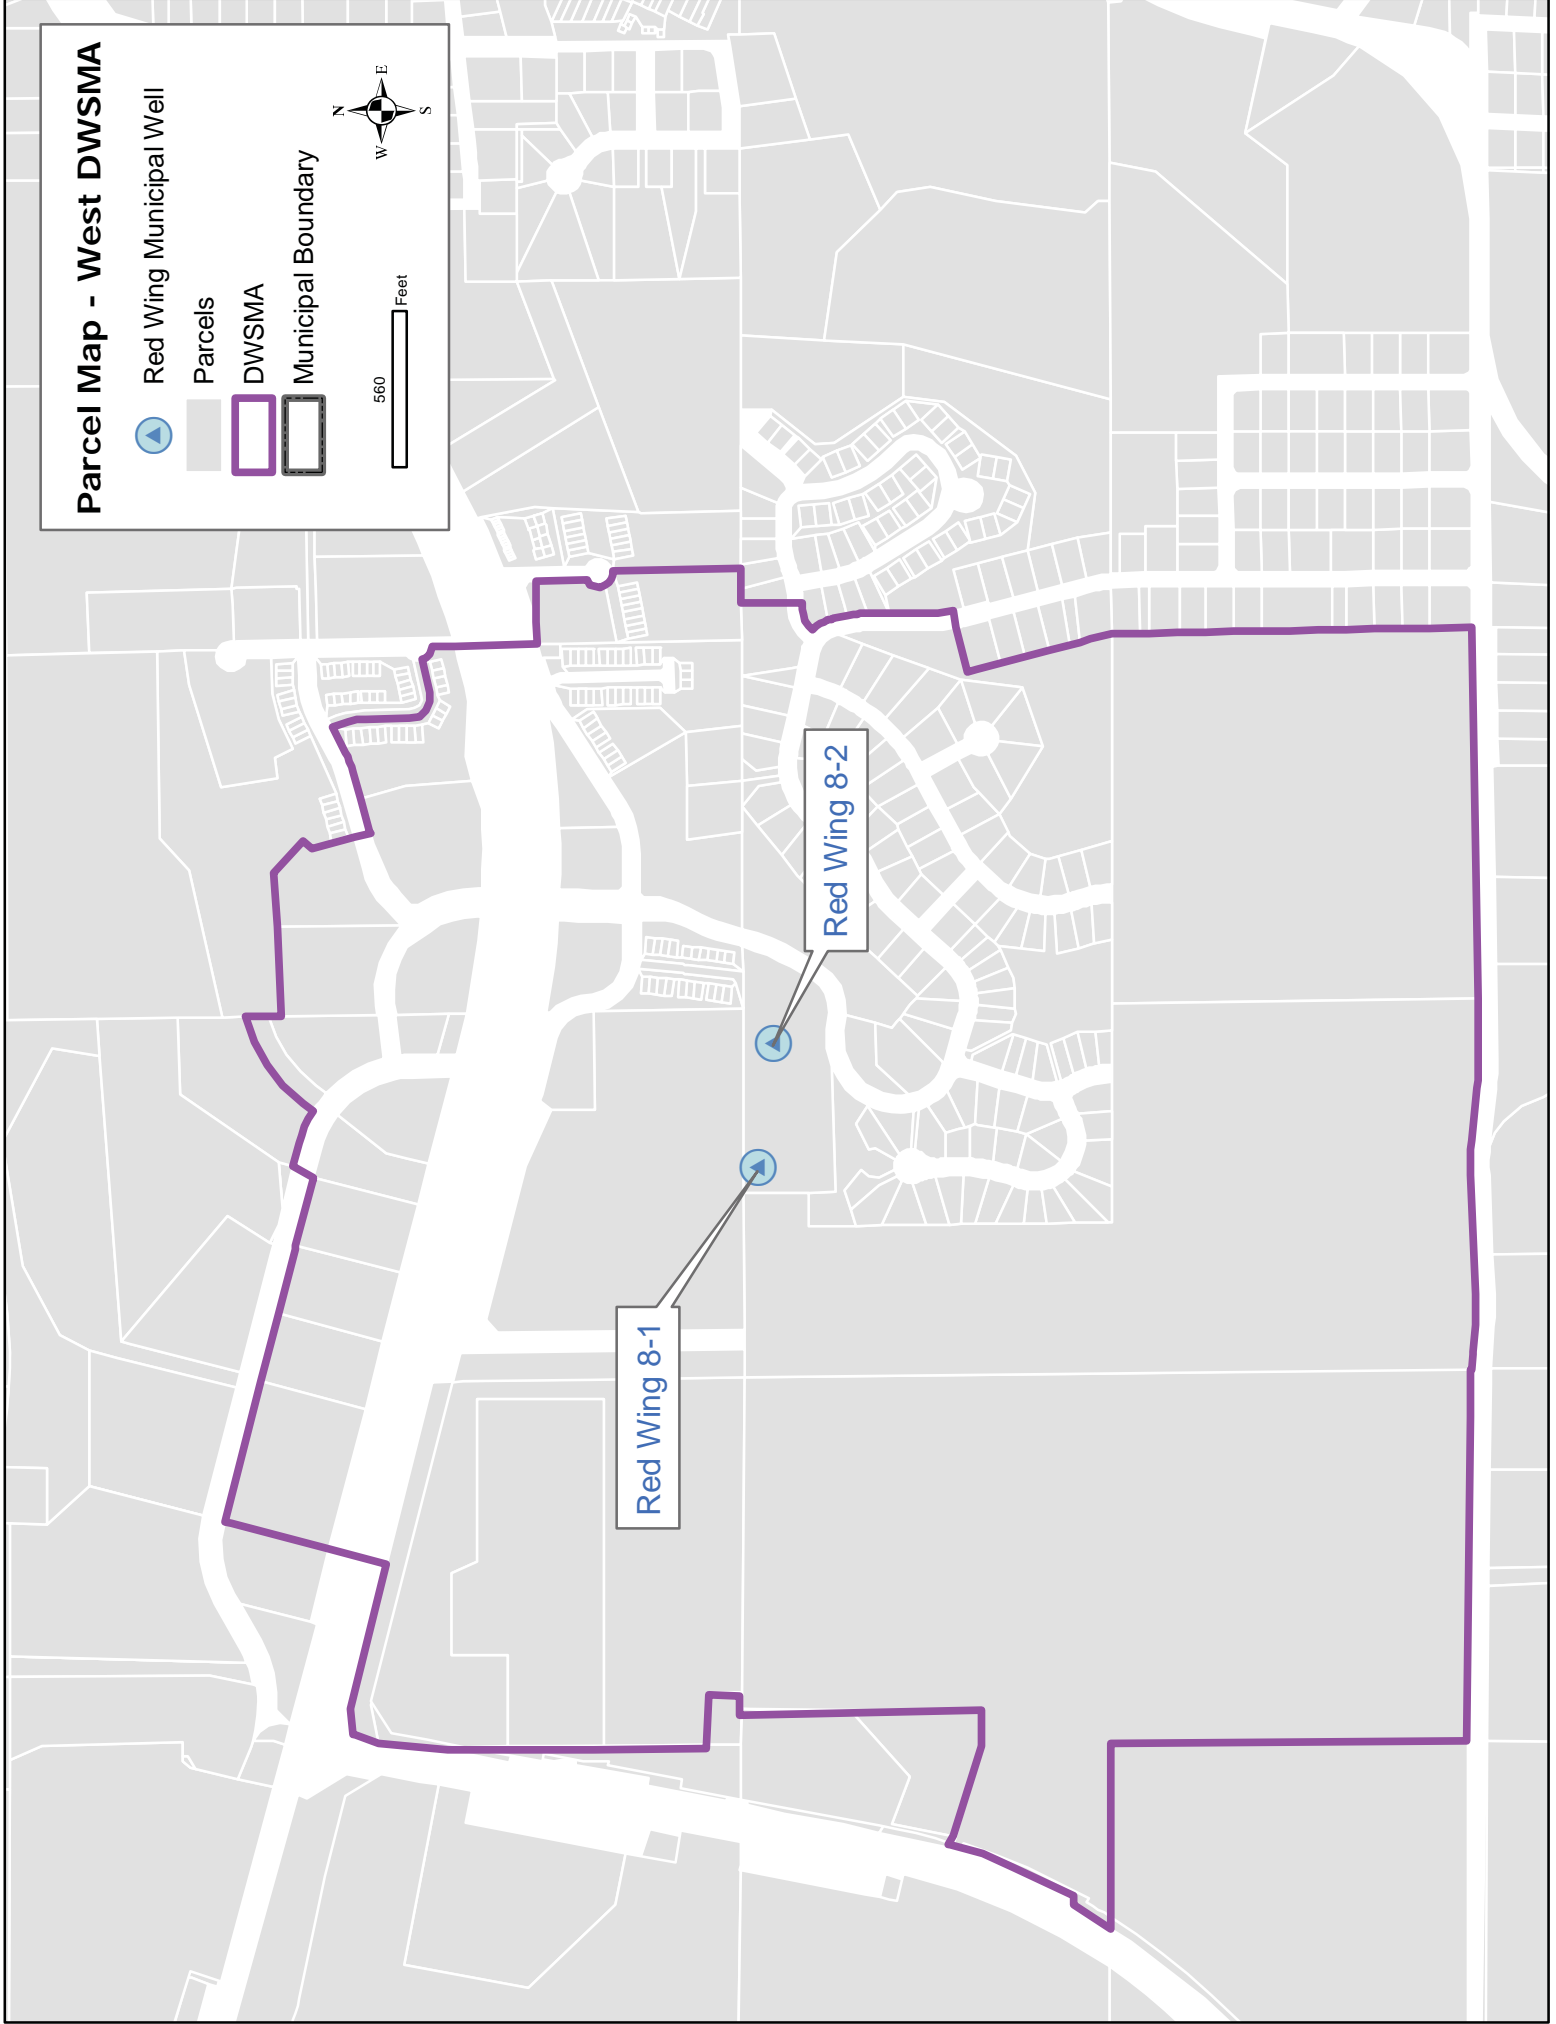 Parcel Map - West DWSMA
Red Wing Municipal Well
Parcels
DWSMA
Municipal Boundary
N
W
E
S
560
Feet
Red Wing 8-1
Red Wing 8-2